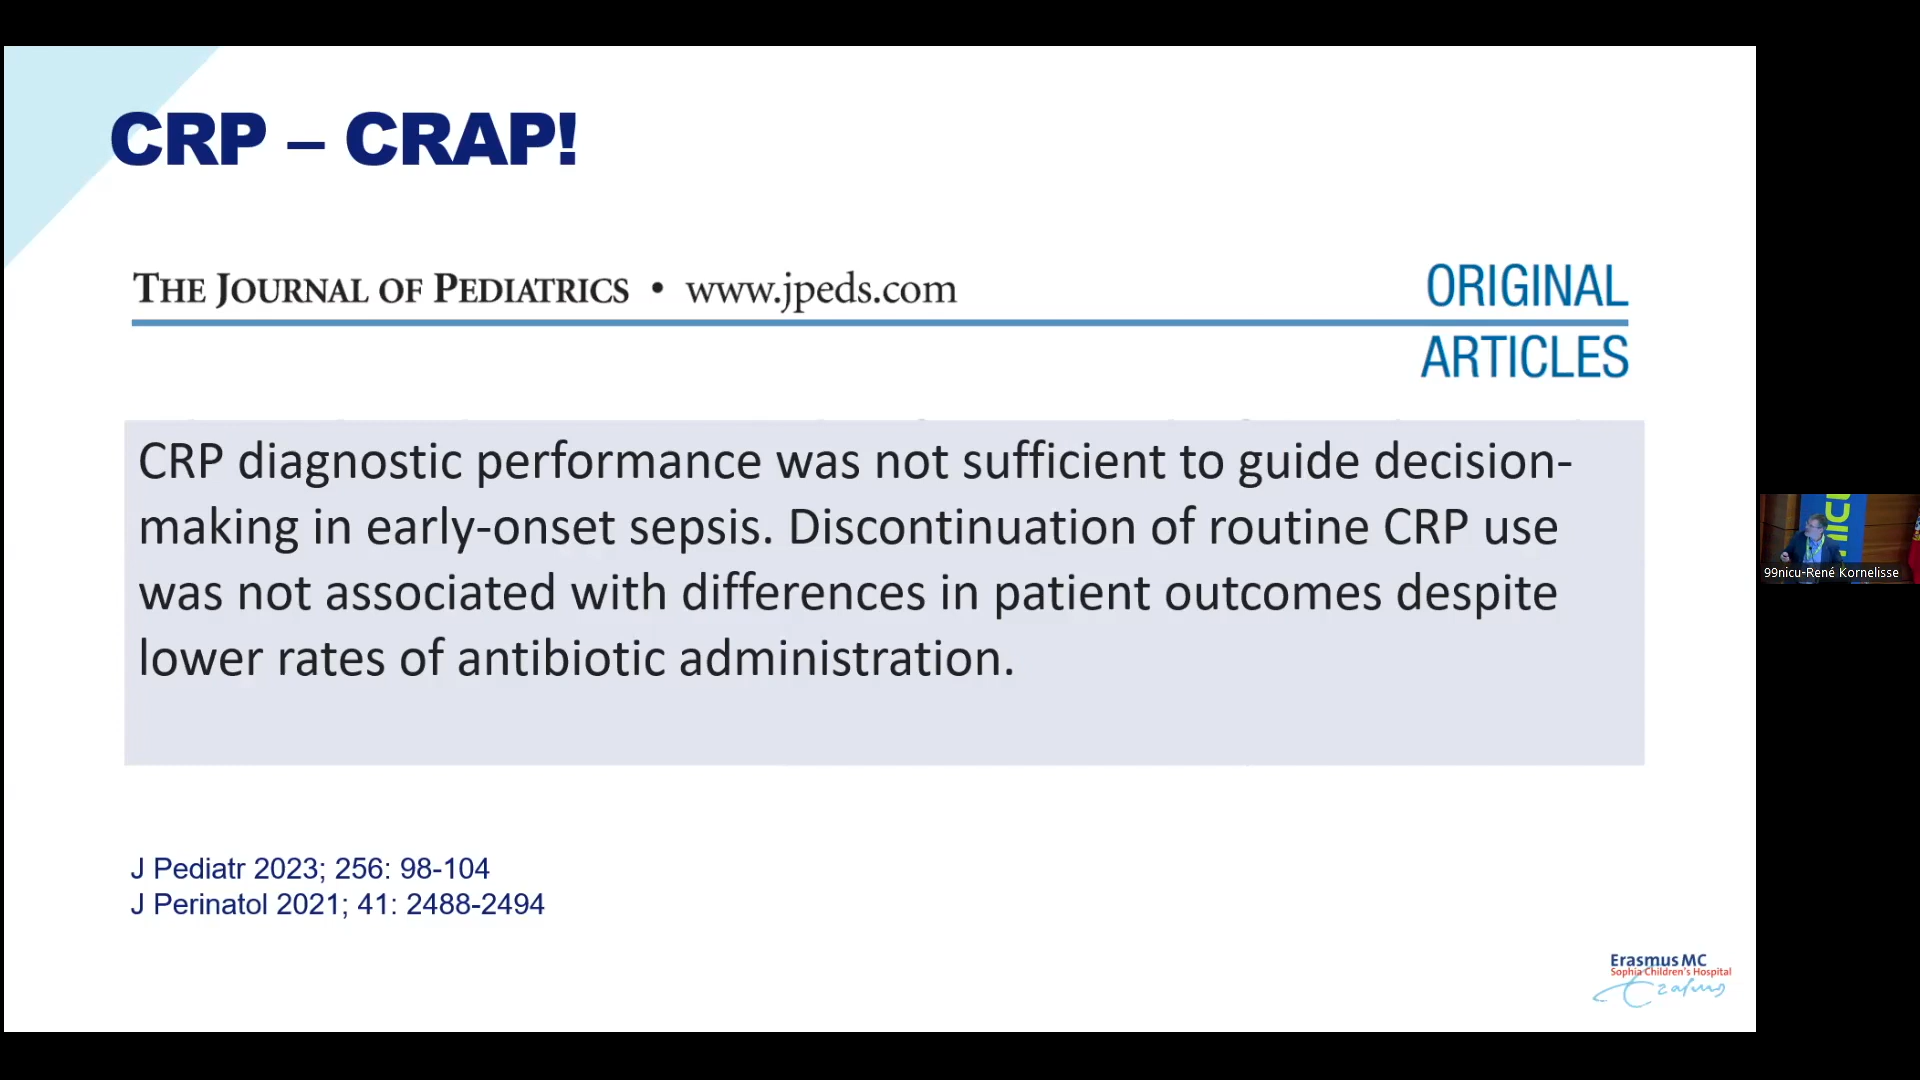 CRP – CRAP!
THE JOURNAL OF PEDIATRICS • www.jpeds.com
ORIGINAL
ARTICLES
CRP diagnostic performance was not sufficient to guide decision-
making in early-onset sepsis. Discontinuation of routine CRP use
was not associated with differences in patient outcomes despite
lower rates of antibiotic administration.
J Pediatr 2023; 256: 98-104
J Perinatol 2021; 41: 2488-2494
Erasmus MC
Sophia Children's Hospital
Erasmus
99nicu-René Kornelisse